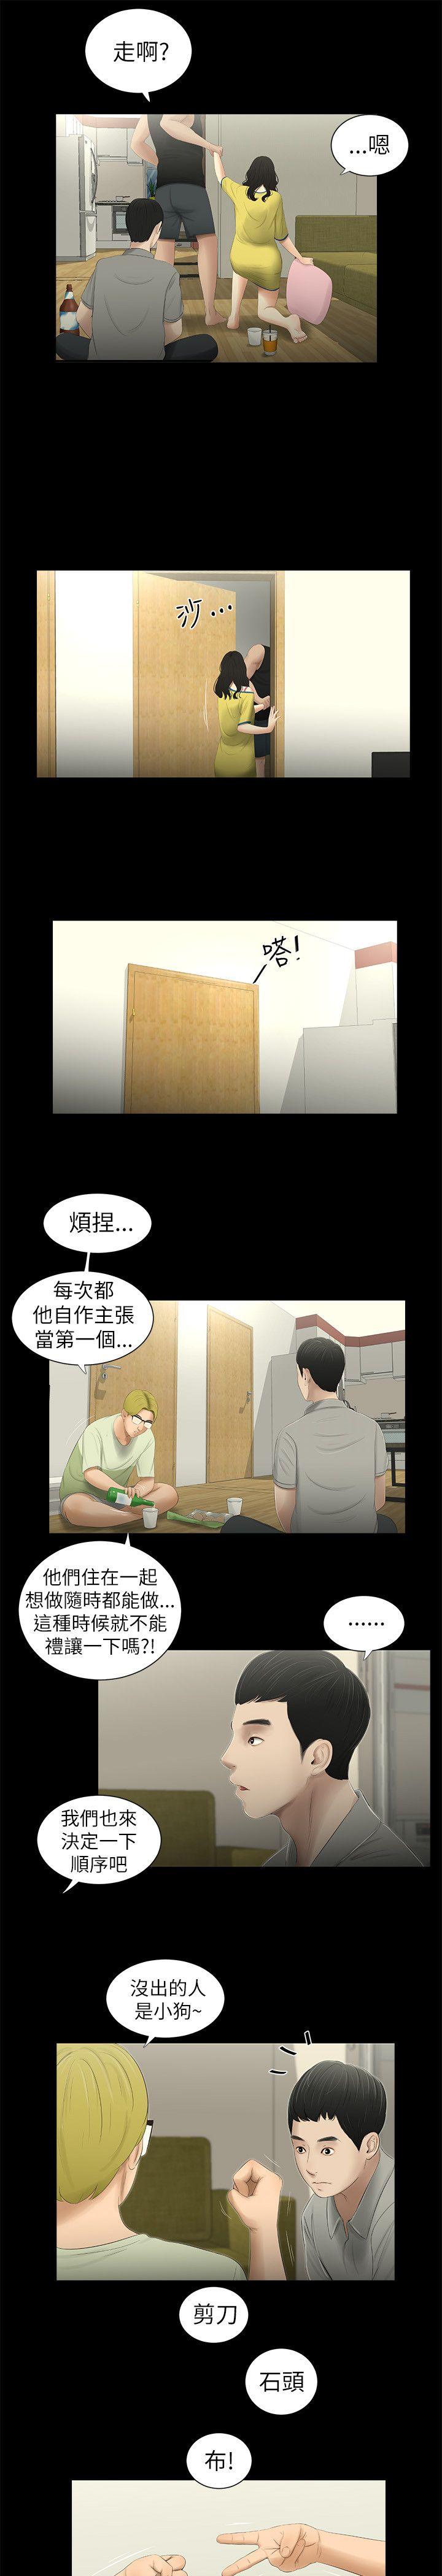 走啊?
...嗯
沙...
嗒!
煩捏...
每次都
他自作主張
當第一個...
他們住在一起
想做隨時都能做...
這種時候就不能
禮讓一下嗎?!
......
我們也來
決定一下
順序吧
沒出的人
是小狗~
剪刀
石頭
布!